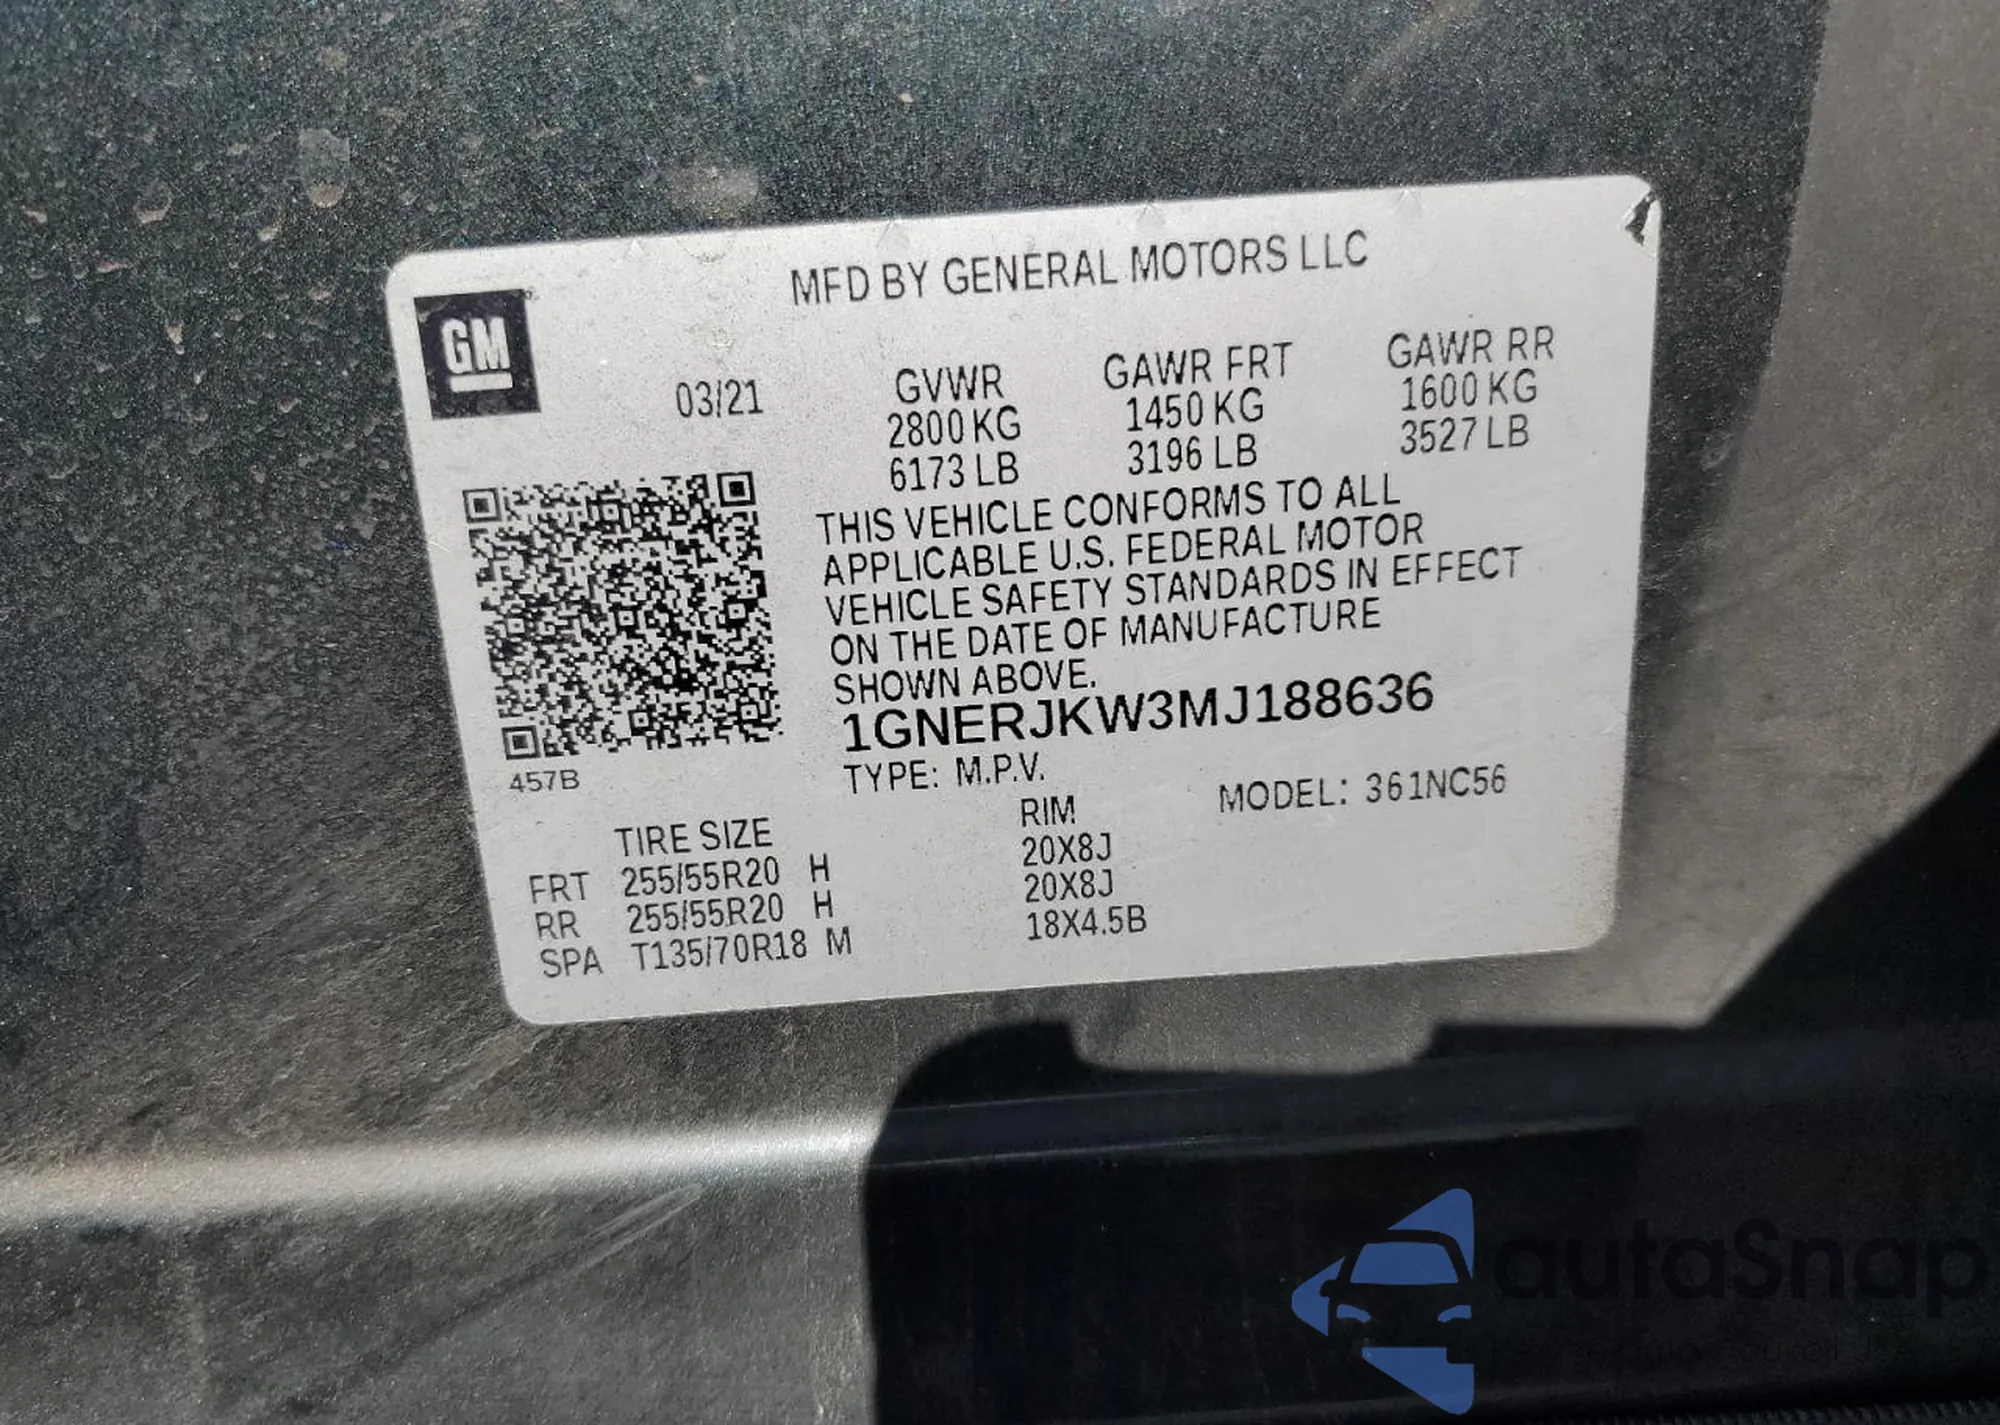 MFD BY GENERAL MOTORS LLC
GM
03/21
GVWR GAWR FRT GAWR RR
2800 KG 1450 KG 1600 KG
6173 LB 3196 LB 3527 LB
THIS VEHICLE CONFORMS TO ALL
APPLICABLE U.S. FEDERAL MOTOR
VEHICLE SAFETY STANDARDS IN EFFECT
ON THE DATE OF MANUFACTURE
SHOWN ABOVE.
1GNERJKW3MJ188636
457B
TYPE: M.P.V. MODEL: 361NC56
TIRE SIZE RIM
FRT 255/55R20 H 20X8J
RR 255/55R20 H 20X8J
SPA T135/70R18 M 18X4.5B
autaSnap